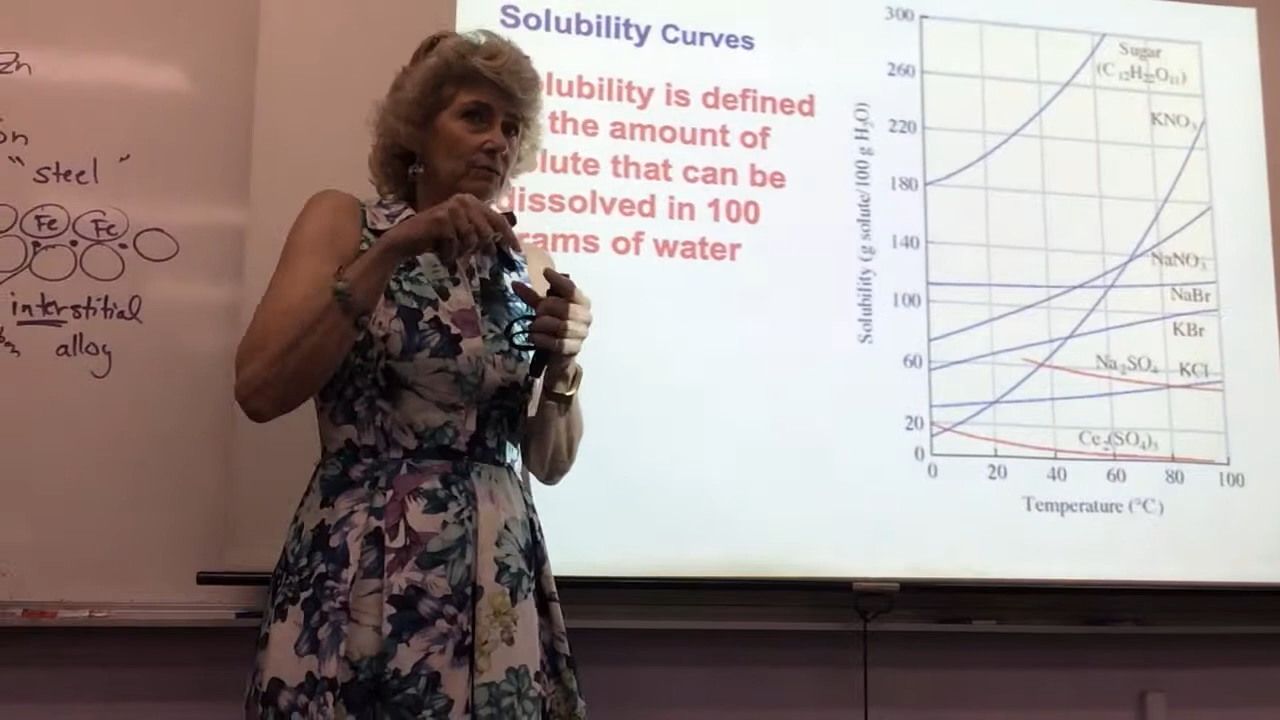 Zn
"steel"
Fe Fe
interstitial
alloy
Solubility Curves
olubility is defined
the amount of
olute that can be
dissolved in 100
rams of water
300
260
220
180
140
100
60
20
0
Solubility (g solute/100 g H₂O)
Sugar
(C₁₂H₂₂O₁₁)
KNO₃
NaNO₃
NaBr
KBr
Na₂SO₄ KCl
Ce₂(SO₄)₃
0 20 40 60 80 100
Temperature (°C)